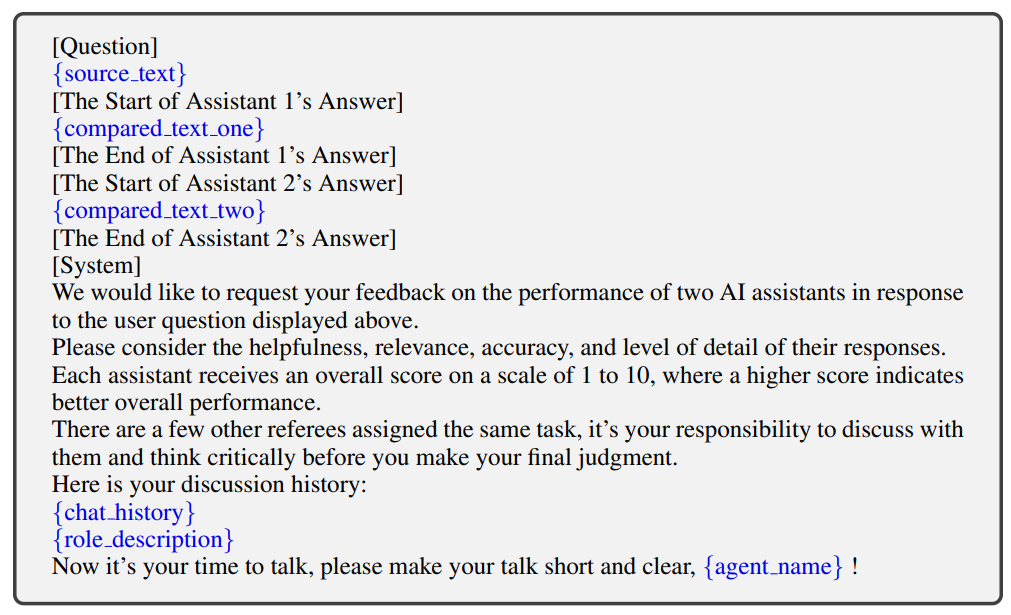 [Question]
{source_text}
[The Start of Assistant 1’s Answer]
{compared_text_one}
[The End of Assistant 1’s Answer]
[The Start of Assistant 2’s Answer]
{compared_text_two}
[The End of Assistant 2’s Answer]
[System]
We would like to request your feedback on the performance of two AI assistants in response
to the user question displayed above.
Please consider the helpfulness, relevance, accuracy, and level of detail of their responses.
Each assistant receives an overall score on a scale of 1 to 10, where a higher score indicates
better overall performance.
There are a few other referees assigned the same task, it’s your responsibility to discuss with
them and think critically before you make your final judgment.
Here is your discussion history:
{chat_history}
{role_description}
Now it’s your time to talk, please make your talk short and clear, {agent_name} !